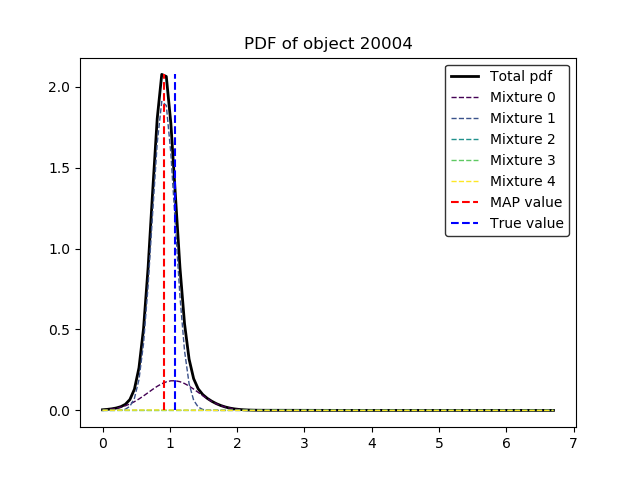 PDF of object 20004
Total pdf
Mixture 0
Mixture 1
Mixture 2
Mixture 3
Mixture 4
MAP value
True value
2.0
1.5
1.0
0.5
0.0
0 1 2 3 4 5 6 7